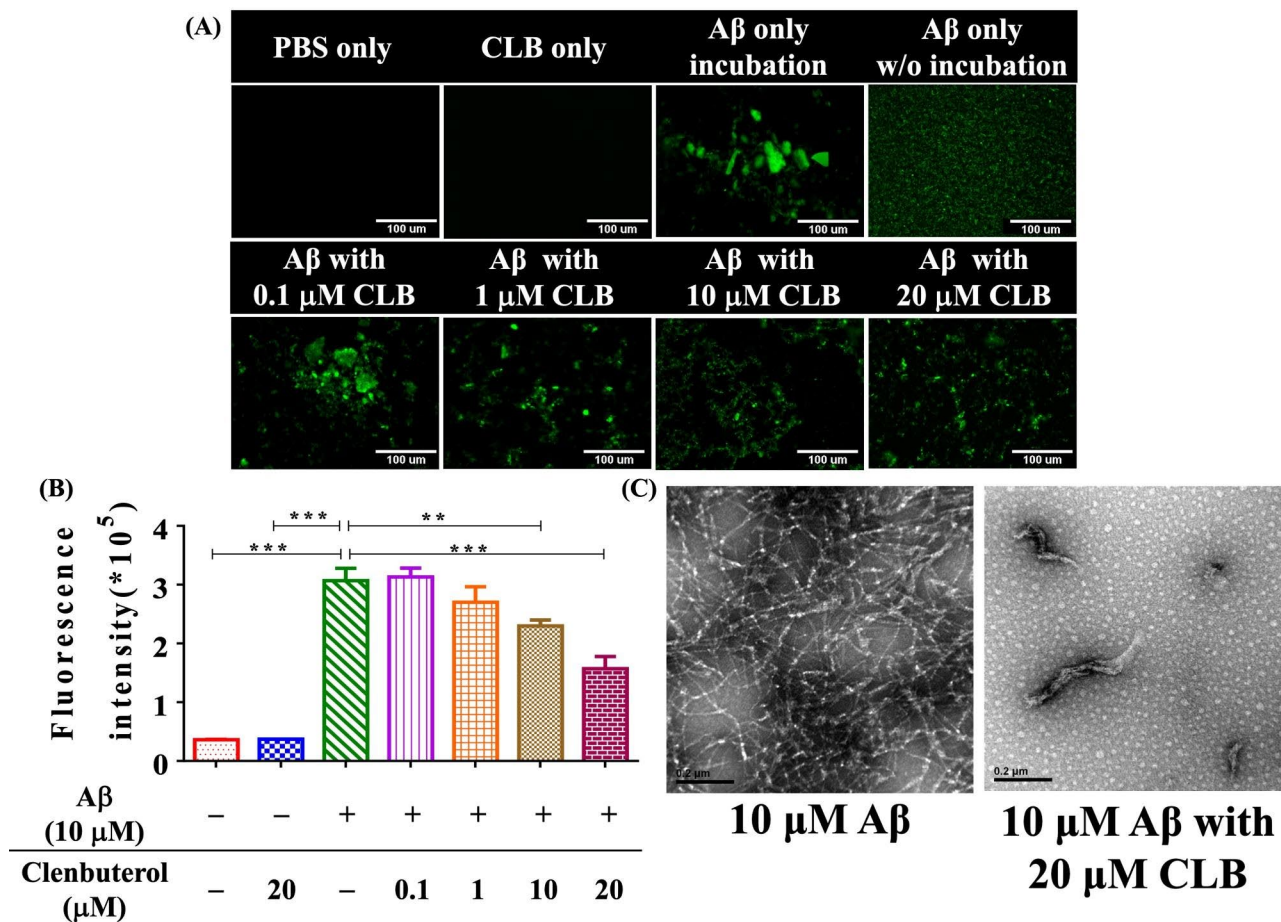 (A)
PBS only
CLB only
Aβ only
incubation
Aβ only
w/o incubation
100 um
100 um
100 um
100 um
Aβ with
0.1 μM CLB
Aβ with
1 μM CLB
Aβ with
10 μM CLB
Aβ with
20 μM CLB
100 um
100 um
100 um
100 um
(B)
Fluorescence
intensity(*10⁵)
4
3
2
1
0
***
**
***
***
Aβ
(10 μM)
– – + + + + +
Clenbuterol
(μM)
– 20 – 0.1 1 10 20
(C)
0.2 μm
0.2 μm
10 μM Aβ
10 μM Aβ with
20 μM CLB